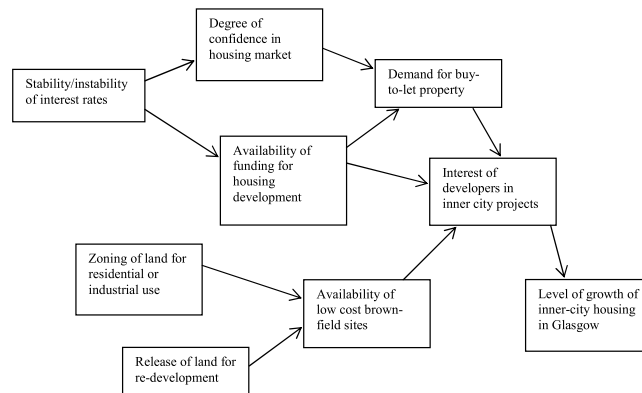 Degree of
confidence in
housing market
Stability/instability
of interest rates
Demand for buy-
to-let property
Availability of
funding for
housing
development
Interest of
developers in
inner city projects
Zoning of land for
residential or
industrial use
Availability of
low cost brown-
field sites
Level of growth of
inner-city housing
in Glasgow
Release of land for
re-development